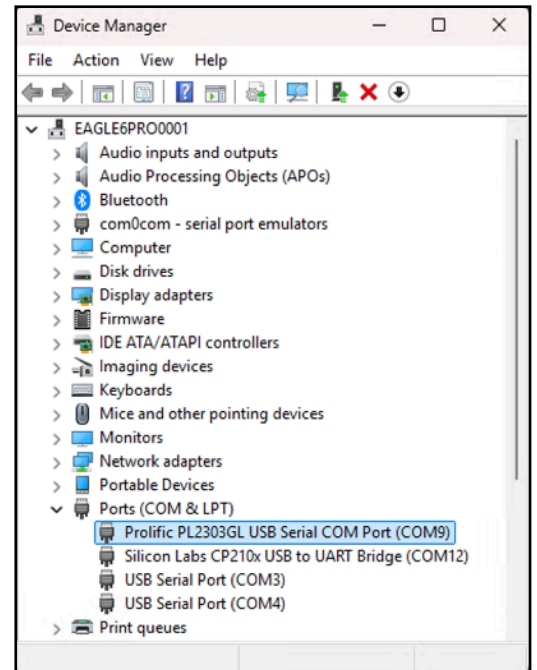 Device Manager
File Action View Help
EAGLE6PRO0001
Audio inputs and outputs
Audio Processing Objects (APOs)
Bluetooth
com0com - serial port emulators
Computer
Disk drives
Display adapters
Firmware
IDE ATA/ATAPI controllers
Imaging devices
Keyboards
Mice and other pointing devices
Monitors
Network adapters
Portable Devices
Ports (COM & LPT)
Prolific PL2303GL USB Serial COM Port (COM9)
Silicon Labs CP210x USB to UART Bridge (COM12)
USB Serial Port (COM3)
USB Serial Port (COM4)
Print queues